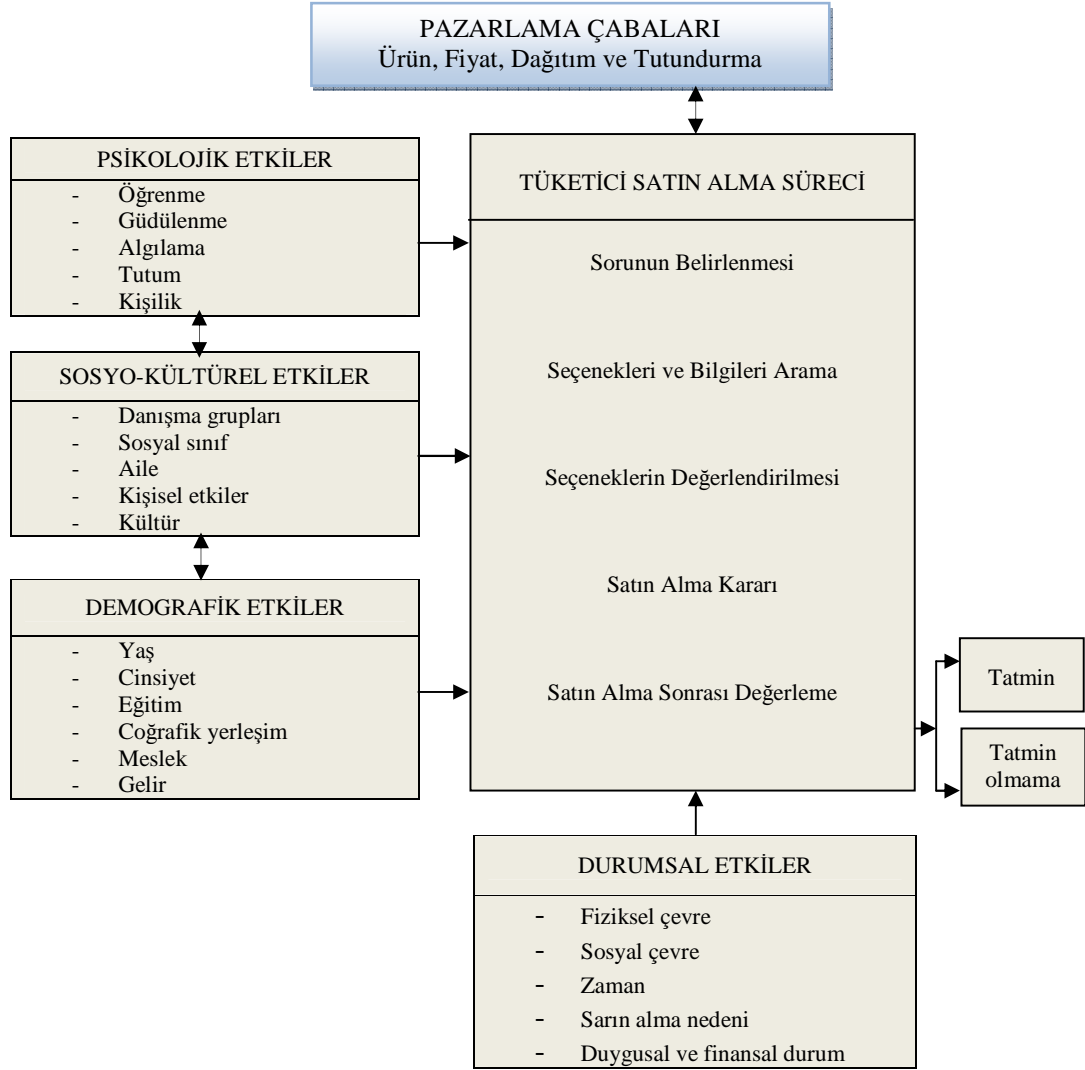 PAZARLAMA ÇABALARI
Ürün, Fiyat, Dağıtım ve Tutundurma
PSİKOLOJİK ETKİLER
- Öğrenme
- Güdülenme
- Algılama
- Tutum
- Kişilik
SOSYO-KÜLTÜREL ETKİLER
- Danışma grupları
- Sosyal sınıf
- Aile
- Kişisel etkiler
- Kültür
DEMOGRAFİK ETKİLER
- Yaş
- Cinsiyet
- Eğitim
- Coğrafik yerleşim
- Meslek
- Gelir
TÜKETİCİ SATIN ALMA SÜRECİ
Sorunun Belirlenmesi
Seçenekleri ve Bilgileri Arama
Seçeneklerin Değerlendirilmesi
Satın Alma Kararı
Satın Alma Sonrası Değerleme
Tatmin
Tatmin
olmama
DURUMSAL ETKİLER
- Fiziksel çevre
- Sosyal çevre
- Zaman
- Sarın alma nedeni
- Duygusal ve finansal durum